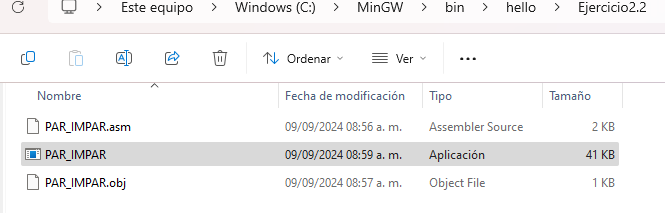 Este equipo > Windows (C:) > MinGW > bin > hello > Ejercicio2.2
Ordenar Ver ...
Nombre Fecha de modificación Tipo Tamaño
PAR_IMPAR.asm 09/09/2024 08:56 a. m. Assembler Source 2 KB
PAR_IMPAR 09/09/2024 08:59 a. m. Aplicación 41 KB
PAR_IMPAR.obj 09/09/2024 08:57 a. m. Object File 1 KB